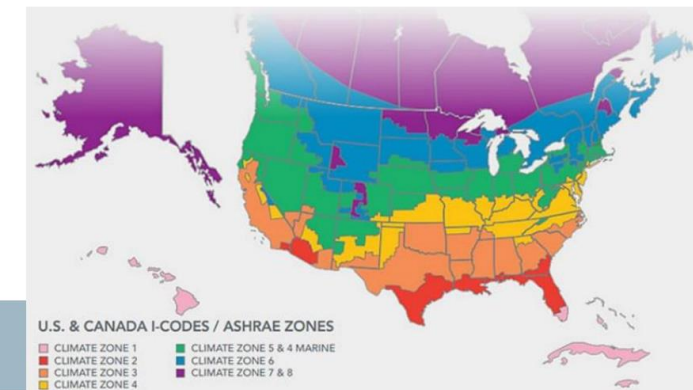 U.S. & CANADA I-CODES / ASHRAE ZONES
CLIMATE ZONE 1
CLIMATE ZONE 2
CLIMATE ZONE 3
CLIMATE ZONE 4
CLIMATE ZONE 5 & 4 MARINE
CLIMATE ZONE 6
CLIMATE ZONE 7 & 8